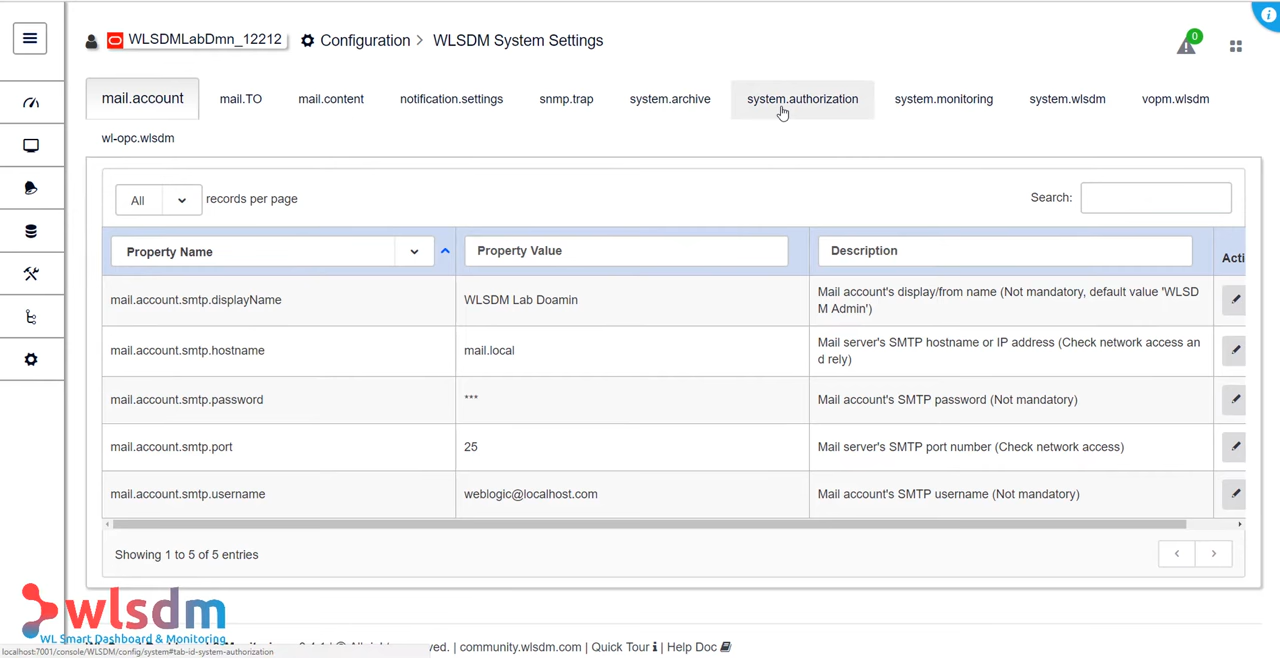 WLSDMLabDmn_12212 Configuration > WLSDM System Settings 0
mail.account mail.TO mail.content notification.settings snmp.trap system.archive system.authorization system.monitoring system.wlsdm vopm.wlsdm
wl-opc.wlsdm
All records per page Search:
Property Name Property Value Description Acti
mail.account.smtp.displayName WLSDM Lab Doamin Mail account's display/from name (Not mandatory, default value 'WLSD
M Admin')
mail.account.smtp.hostname mail.local Mail server's SMTP hostname or IP address (Check network access an
d rely)
mail.account.smtp.password *** Mail account's SMTP password (Not mandatory)
mail.account.smtp.port 25 Mail server's SMTP port number (Check network access)
mail.account.smtp.username weblogic@localhost.com Mail account's SMTP username (Not mandatory)
Showing 1 to 5 of 5 entries
wlsdm
WL Smart Dashboard & Monitoring
ved. | community.wlsdm.com | Quick Tour | Help Doc
localhost:7001/console/WLSDM/config/system#tab-id-system-authorization